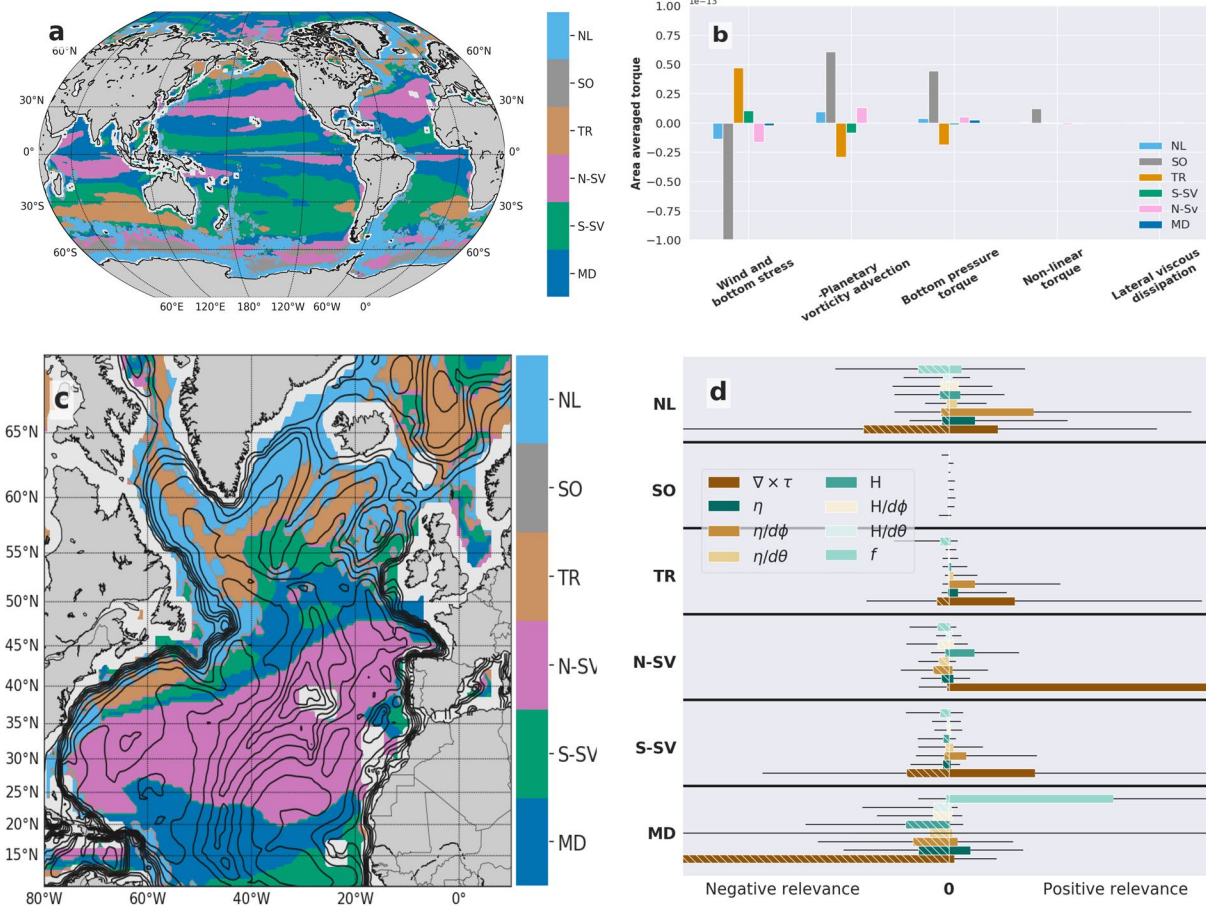 a
60°N
30°N
0°
30°S
60°S
60°N
30°N
0°
30°S
60°S
60°E 120°E 180° 120°W 60°W 0°
NL
SO
TR
N-SV
S-SV
MD
1e-13
b
Area averaged torque
1.00
0.75
0.50
0.25
0.00
−0.25
−0.50
−0.75
−1.00
NL
SO
TR
S-SV
N-Sv
MD
Wind and
bottom stress
-Planetary
vorticity advection
Bottom pressure
torque
Non-linear
torque
Lateral viscous
dissipation
c
65°N
60°N
55°N
50°N
45°N
40°N
35°N
30°N
25°N
20°N
15°N
80°W 60°W 40°W 20°W 0°
NL
SO
TR
N-SV
S-SV
MD
d
NL
SO
TR
N-SV
S-SV
MD
∇ × τ
η
η/dϕ
η/dθ
H
H/dϕ
H/dθ
f
Negative relevance 0 Positive relevance